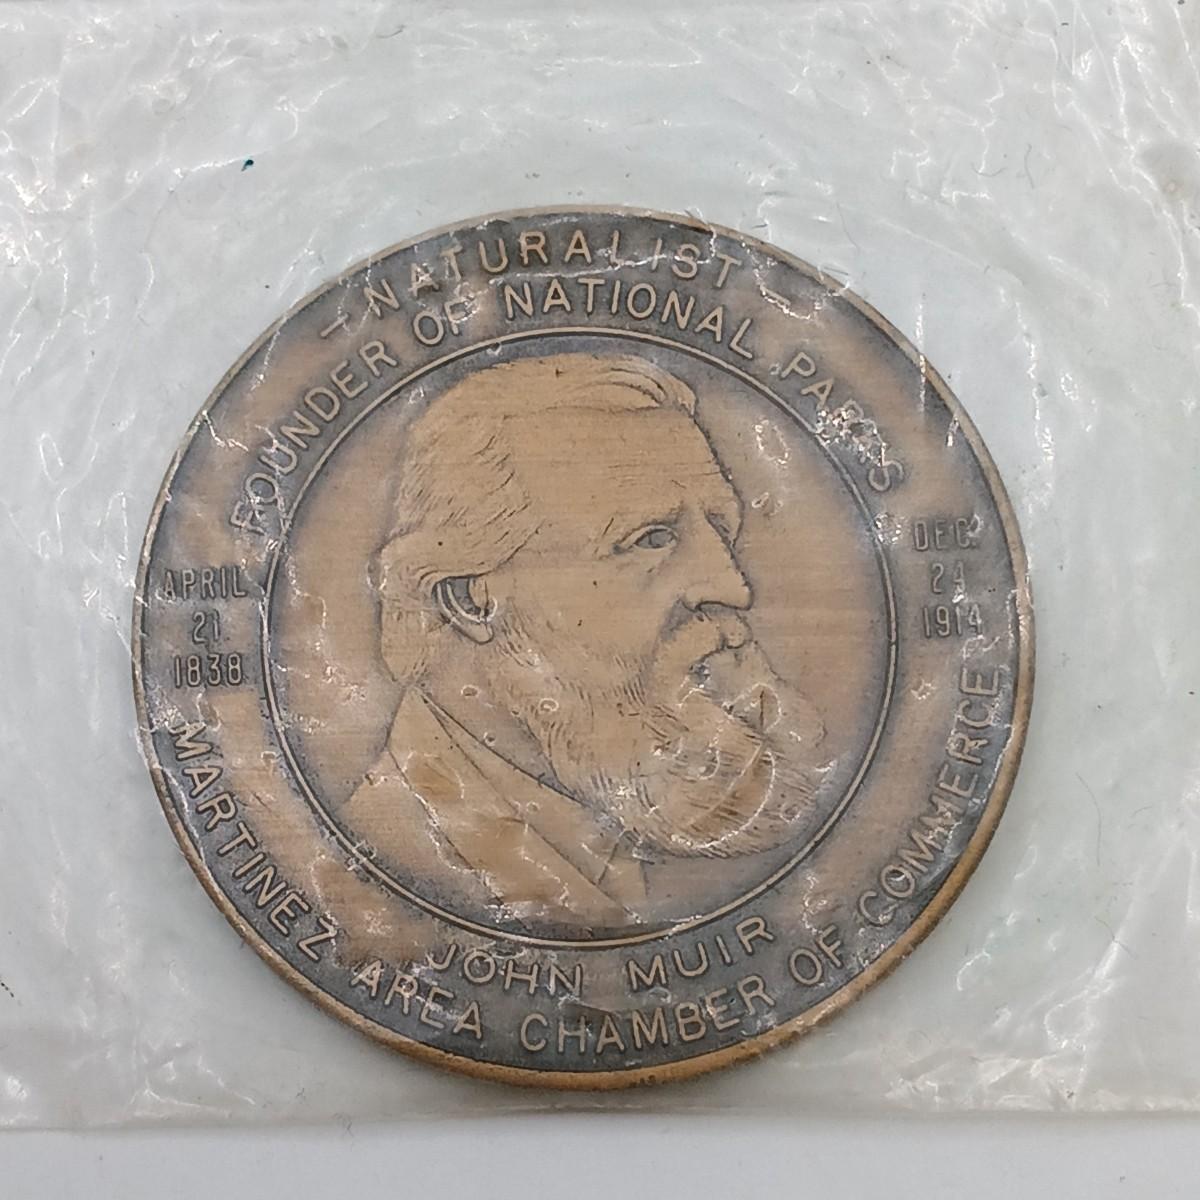 – NATURALIST –
FOUNDER OF NATIONAL PARKS
APRIL
21
1838
DEC.
24
1914
JOHN MUIR
MARTINEZ AREA CHAMBER OF COMMERCE